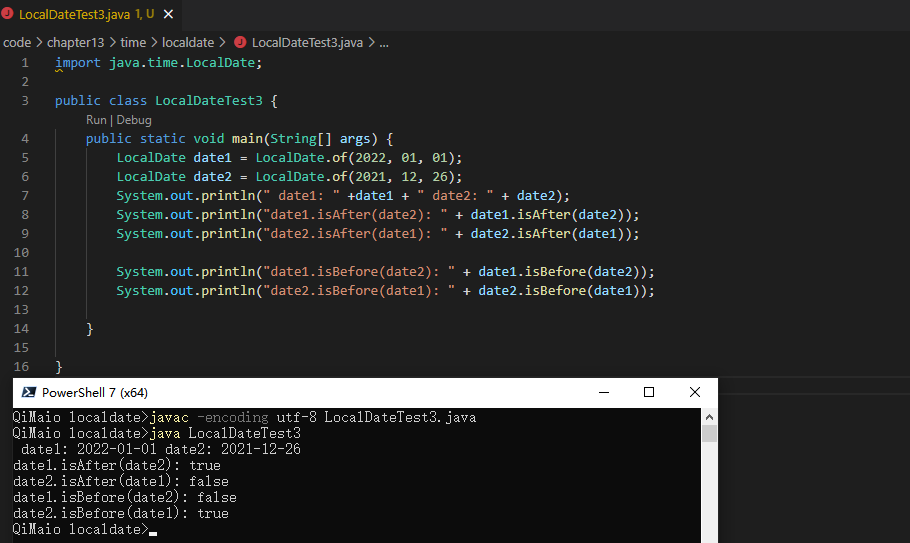 LocalDateTest3.java 1, U
code > chapter13 > time > localdate > LocalDateTest3.java > ...
1 import java.time.LocalDate;
2
3 public class LocalDateTest3 {
Run | Debug
4 public static void main(String[] args) {
5 LocalDate date1 = LocalDate.of(2022, 01, 01);
6 LocalDate date2 = LocalDate.of(2021, 12, 26);
7 System.out.println(" date1: " +date1 + " date2: " + date2);
8 System.out.println("date1.isAfter(date2): " + date1.isAfter(date2));
9 System.out.println("date2.isAfter(date1): " + date2.isAfter(date1));
10
11 System.out.println("date1.isBefore(date2): " + date1.isBefore(date2));
12 System.out.println("date2.isBefore(date1): " + date2.isBefore(date1));
13
14 }
15
16 }
PowerShell 7 (x64)
QiMaio localdate>javac -encoding utf-8 LocalDateTest3.java
QiMaio localdate>java LocalDateTest3
date1: 2022-01-01 date2: 2021-12-26
date1.isAfter(date2): true
date2.isAfter(date1): false
date1.isBefore(date2): false
date2.isBefore(date1): true
QiMaio localdate>